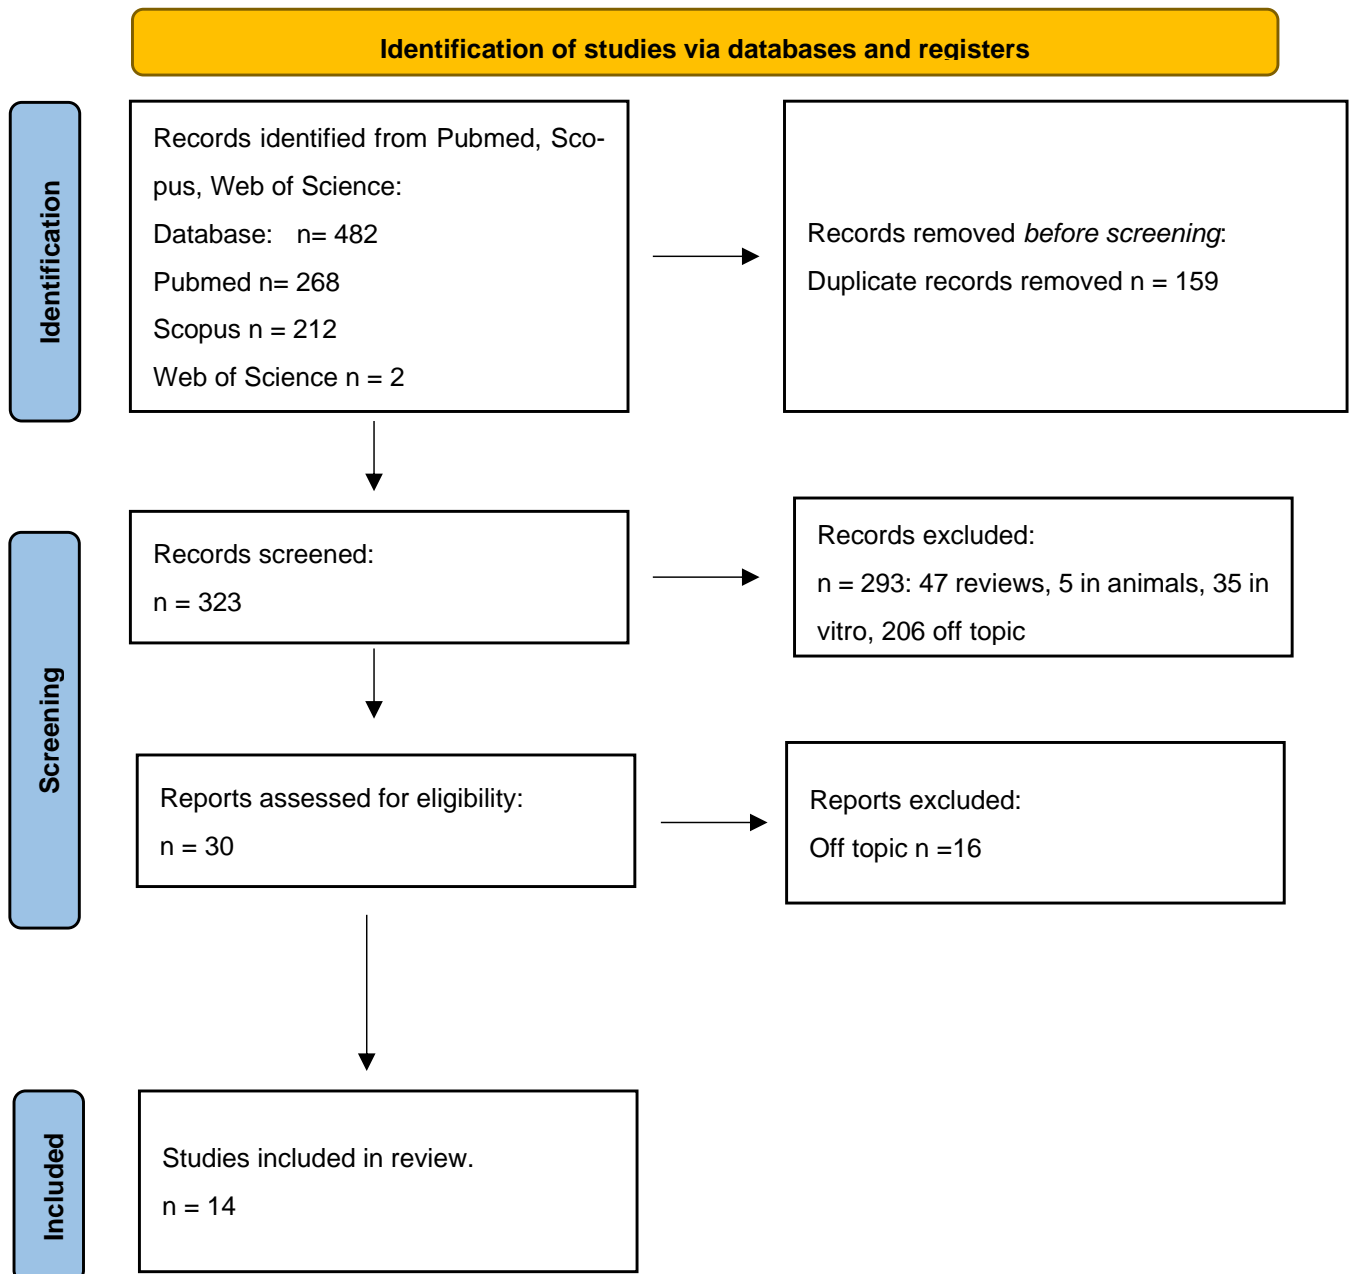 Identification of studies via databases and registers
Identification
Records identified from Pubmed, Sco-
pus, Web of Science:
Database: n= 482
Pubmed n= 268
Scopus n = 212
Web of Science n = 2
Records removed before screening:
Duplicate records removed n = 159
Screening
Records screened:
n = 323
Records excluded:
n = 293: 47 reviews, 5 in animals, 35 in
vitro, 206 off topic
Reports assessed for eligibility:
n = 30
Reports excluded:
Off topic n =16
Included
Studies included in review.
n = 14